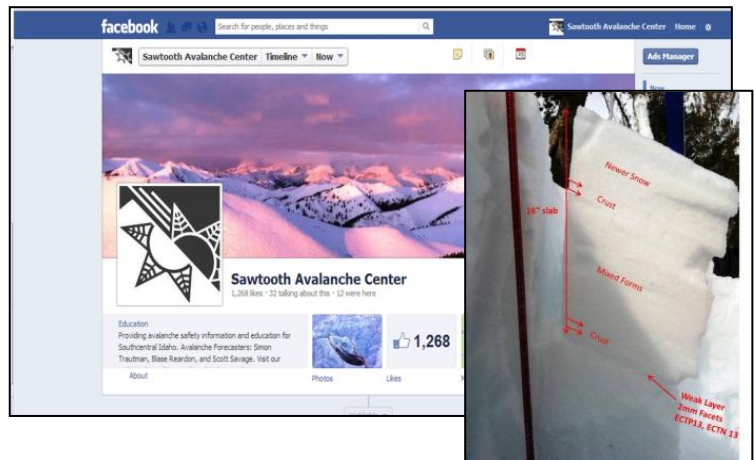 facebook
Search for people, places and things
Sawtooth Avalanche Center Home
Sawtooth Avalanche Center Timeline Now
Ads Manager
Now
Sawtooth Avalanche Center
1,268 likes · 32 talking about this · 12 were here
Education
Providing avalanche safety information and education for
Southcentral Idaho. Avalanche Forecasters: Simon
Trautman, Blase Reardon, and Scott Savage. Visit our
About
Photos
1,268
Likes
Newer Snow
Crust
16" slab
Mixed Forms
Crust
Weak Layer
2mm Facets
ECTP13, ECTN 13